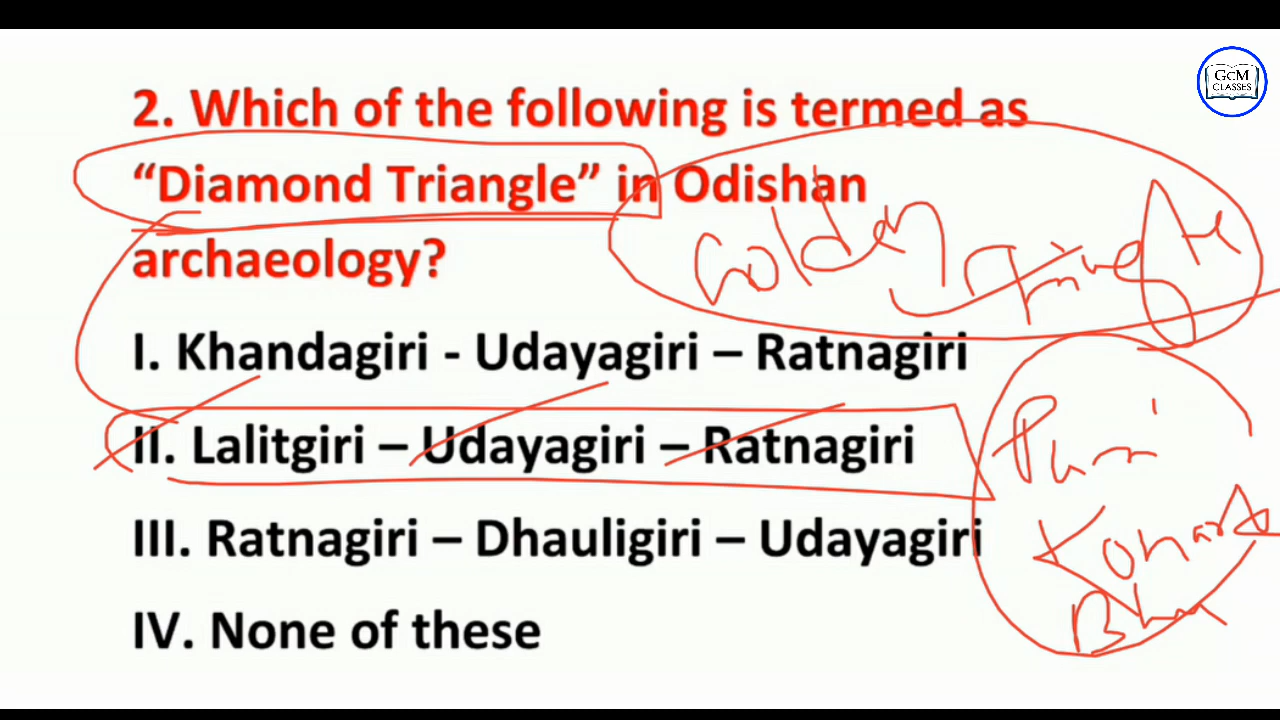 GCM
CLASSES
2. Which of the following is termed as
“Diamond Triangle” in Odishan
archaeology?
Golden Triangle
I. Khandagiri - Udayagiri – Ratnagiri
II. Lalitgiri – Udayagiri – Ratnagiri
Puri
Konark
III. Ratnagiri – Dhauligiri – Udayagiri
IV. None of these